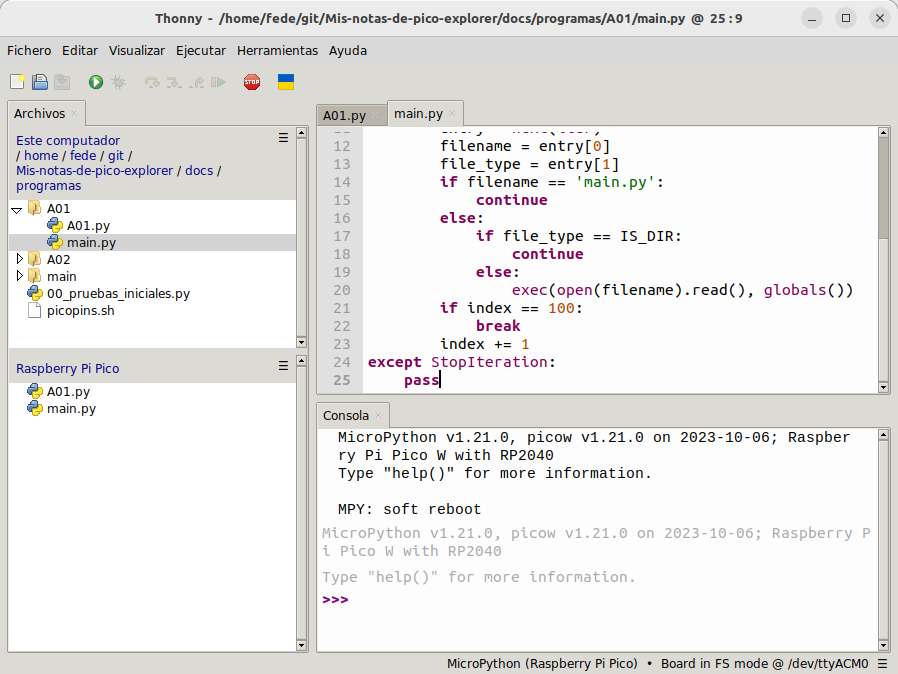 Thonny - /home/fede/git/Mis-notas-de-pico-explorer/docs/programas/A01/main.py @ 25 : 9
Fichero Editar Visualizar Ejecutar Herramientas Ayuda
STOP
Archivos
Este computador
/ home / fede / git /
Mis-notas-de-pico-explorer / docs /
programas
A01
A01.py
main.py
A02
main
00_pruebas_iniciales.py
picopins.sh
Raspberry Pi Pico
A01.py
main.py
A01.py main.py
12 filename = entry[0]
13 file_type = entry[1]
14 if filename == 'main.py':
15 continue
16 else:
17 if file_type == IS_DIR:
18 continue
19 else:
20 exec(open(filename).read(), globals())
21 if index == 100:
22 break
23 index += 1
24 except StopIteration:
25 pass
Consola
MicroPython v1.21.0, picow v1.21.0 on 2023-10-06; Raspber
ry Pi Pico W with RP2040
Type "help()" for more information.
MPY: soft reboot
MicroPython v1.21.0, picow v1.21.0 on 2023-10-06; Raspberry P
i Pico W with RP2040
Type "help()" for more information.
>>>
MicroPython (Raspberry Pi Pico) • Board in FS mode @ /dev/ttyACM0